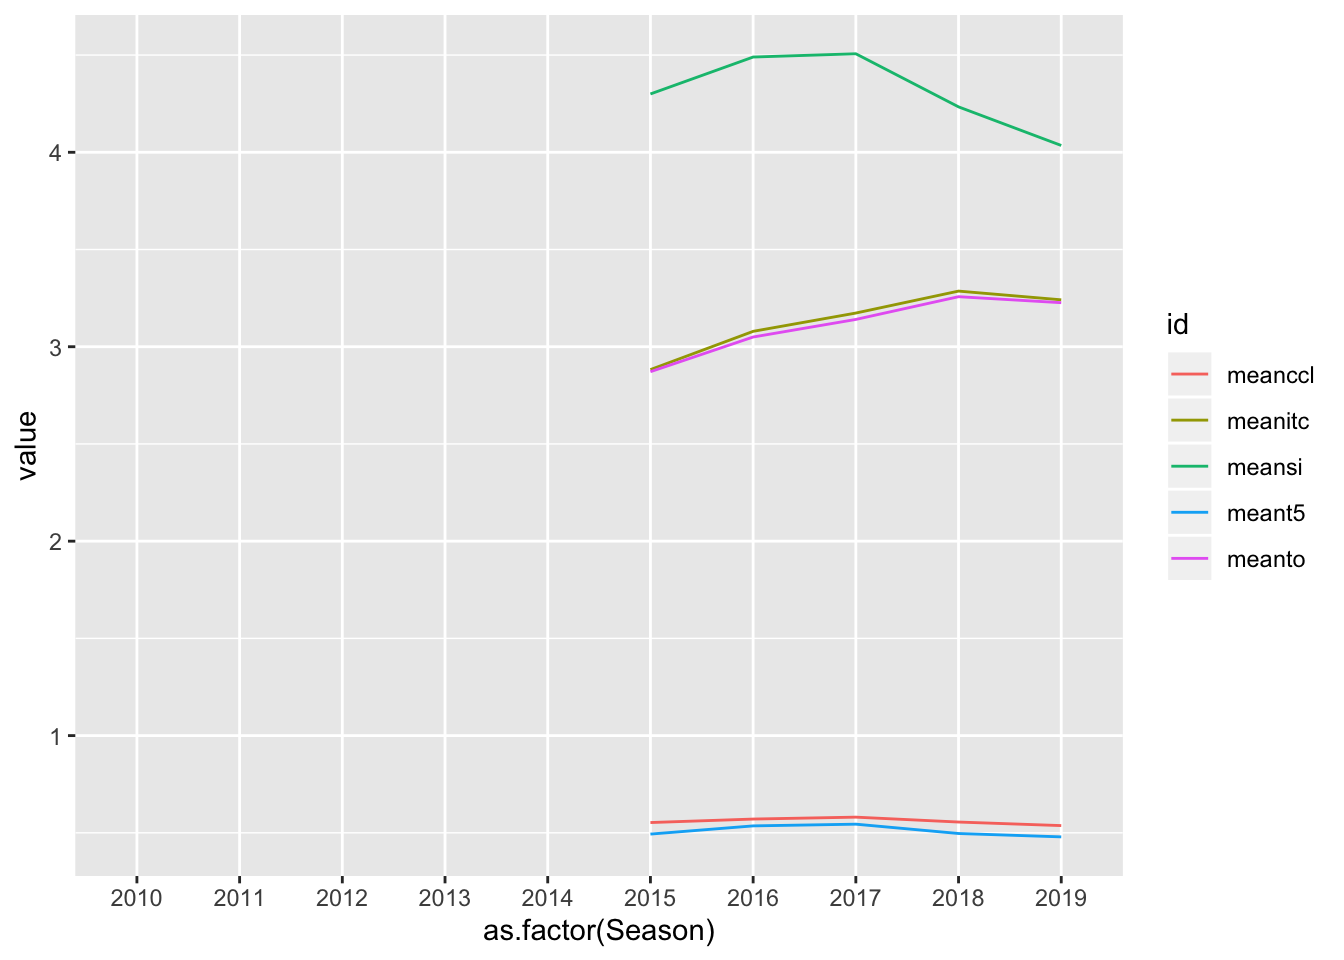 value
4
3
2
1
2010 2011 2012 2013 2014 2015 2016 2017 2018 2019
as.factor(Season)
id
meanccl
meanitc
meansi
meant5
meanto